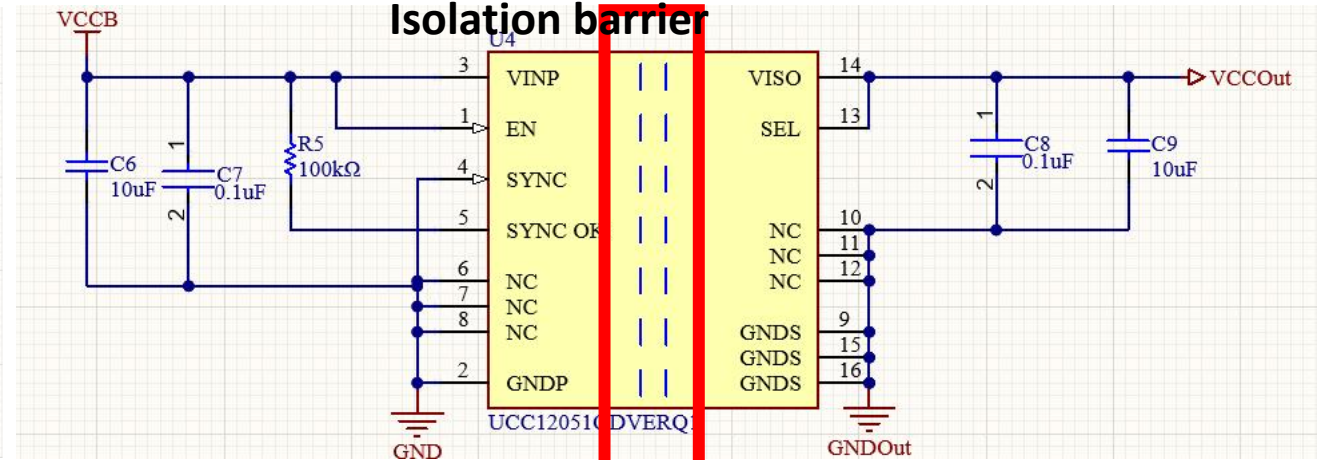 Isolation barrier
VCCB
U4
3 VINP
1 EN
4 SYNC
5 SYNC OK
6 NC
7 NC
8 NC
2 GNDP
VISO 14
SEL 13
NC 10
NC 11
NC 12
GNDS 9
GNDS 15
GNDS 16
C6
10uF
1
C7
0.1uF
2
R5
100kΩ
GND
UCC12051QDVERQ1
1
C8
0.1uF
2
C9
10uF
VCCOut
GNDOut